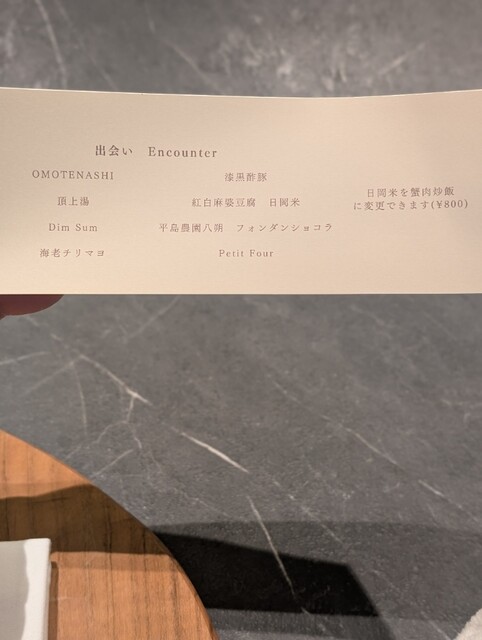 出会い Encounter
OMOTENASHI
頂上湯
Dim Sum
海老チリマヨ
漆黒酢豚
紅白麻婆豆腐 日岡米
平島農園八朔 フォンダンショコラ
Petit Four
日岡米を蟹肉炒飯
に変更できます(¥800)